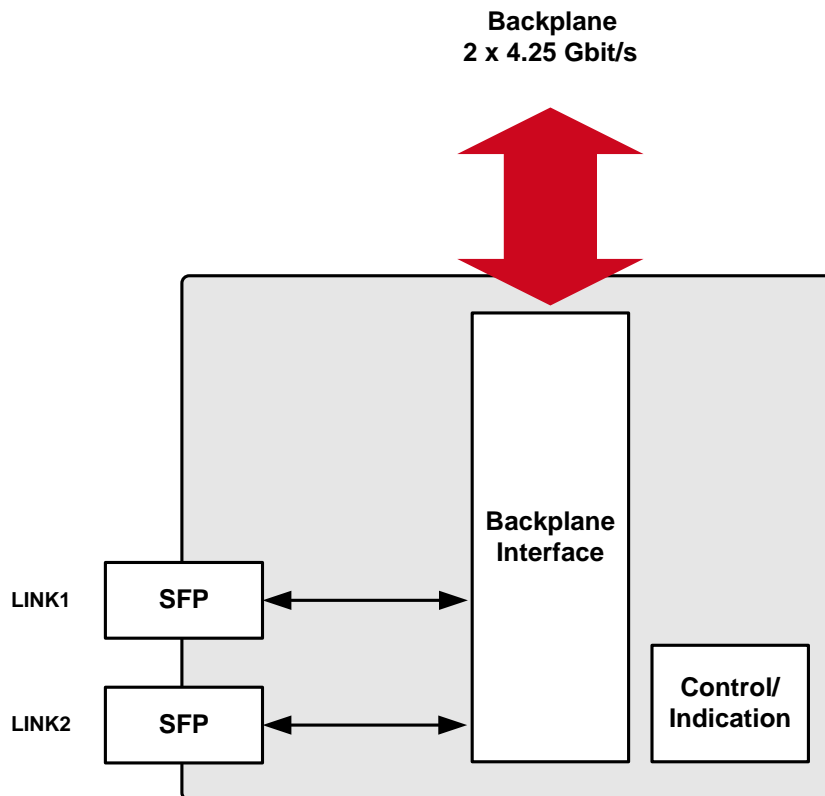 Backplane
2 x 4.25 Gbit/s
Backplane
Interface
LINK1
SFP
LINK2
SFP
Control/
Indication